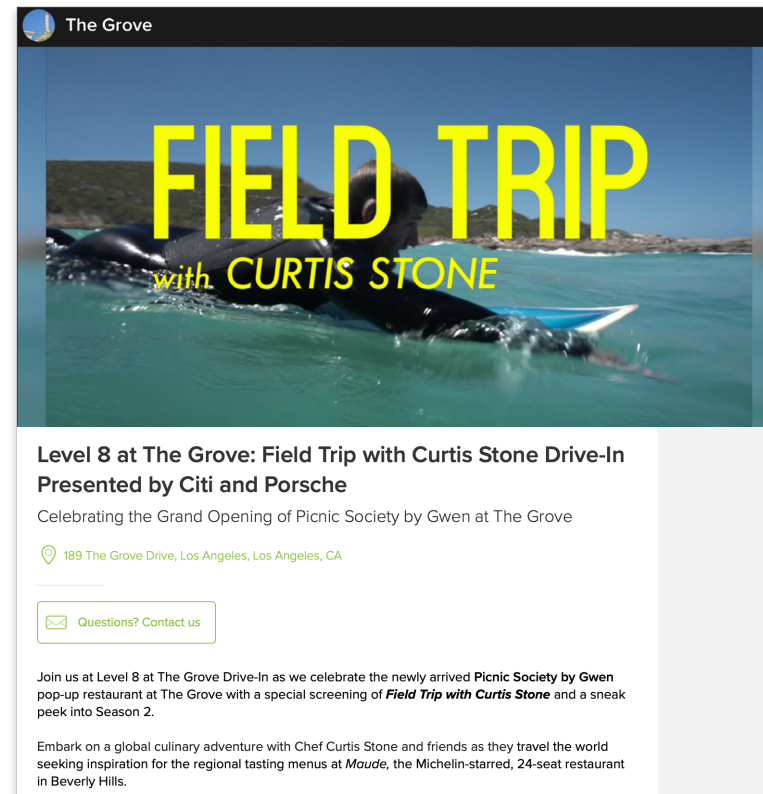 The Grove
FIELD TRIP
with CURTIS STONE
Level 8 at The Grove: Field Trip with Curtis Stone Drive-In
Presented by Citi and Porsche
Celebrating the Grand Opening of Picnic Society by Gwen at The Grove
189 The Grove Drive, Los Angeles, Los Angeles, CA
Questions? Contact us
Join us at Level 8 at The Grove Drive-In as we celebrate the newly arrived Picnic Society by Gwen
pop-up restaurant at The Grove with a special screening of Field Trip with Curtis Stone and a sneak
peek into Season 2.
Embark on a global culinary adventure with Chef Curtis Stone and friends as they travel the world
seeking inspiration for the regional tasting menus at Maude, the Michelin-starred, 24-seat restaurant
in Beverly Hills.